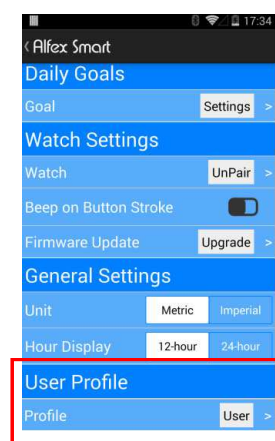 17:34
Alfex Smart
Daily Goals
Goal Settings >
Watch Settings
Watch UnPair >
Beep on Button Stroke
Firmware Update Upgrade >
General Settings
Unit Metric Imperial
Hour Display 12-hour 24-hour
User Profile
Profile User >